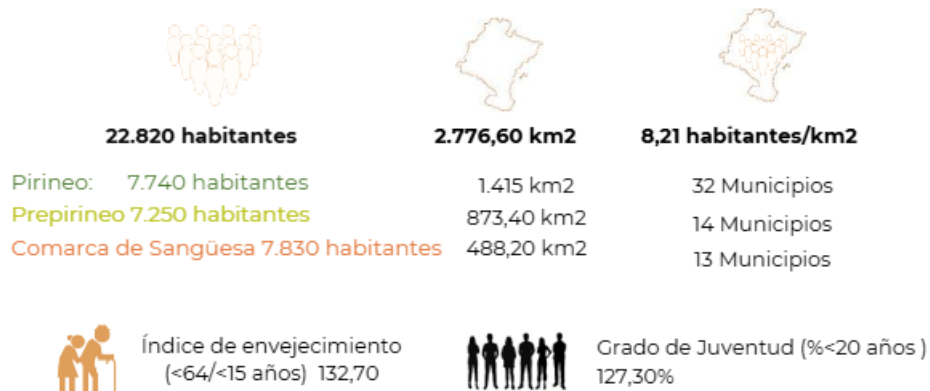 22.820 habitantes 2.776,60 km2 8,21 habitantes/km2
Pirineo: 7.740 habitantes 1.415 km2 32 Municipios
Prepirineo 7.250 habitantes 873,40 km2 14 Municipios
Comarca de Sangüesa 7.830 habitantes 488,20 km2 13 Municipios
Índice de envejecimiento
(<64/<15 años) 132,70
Grado de Juventud (%<20 años )
127,30%